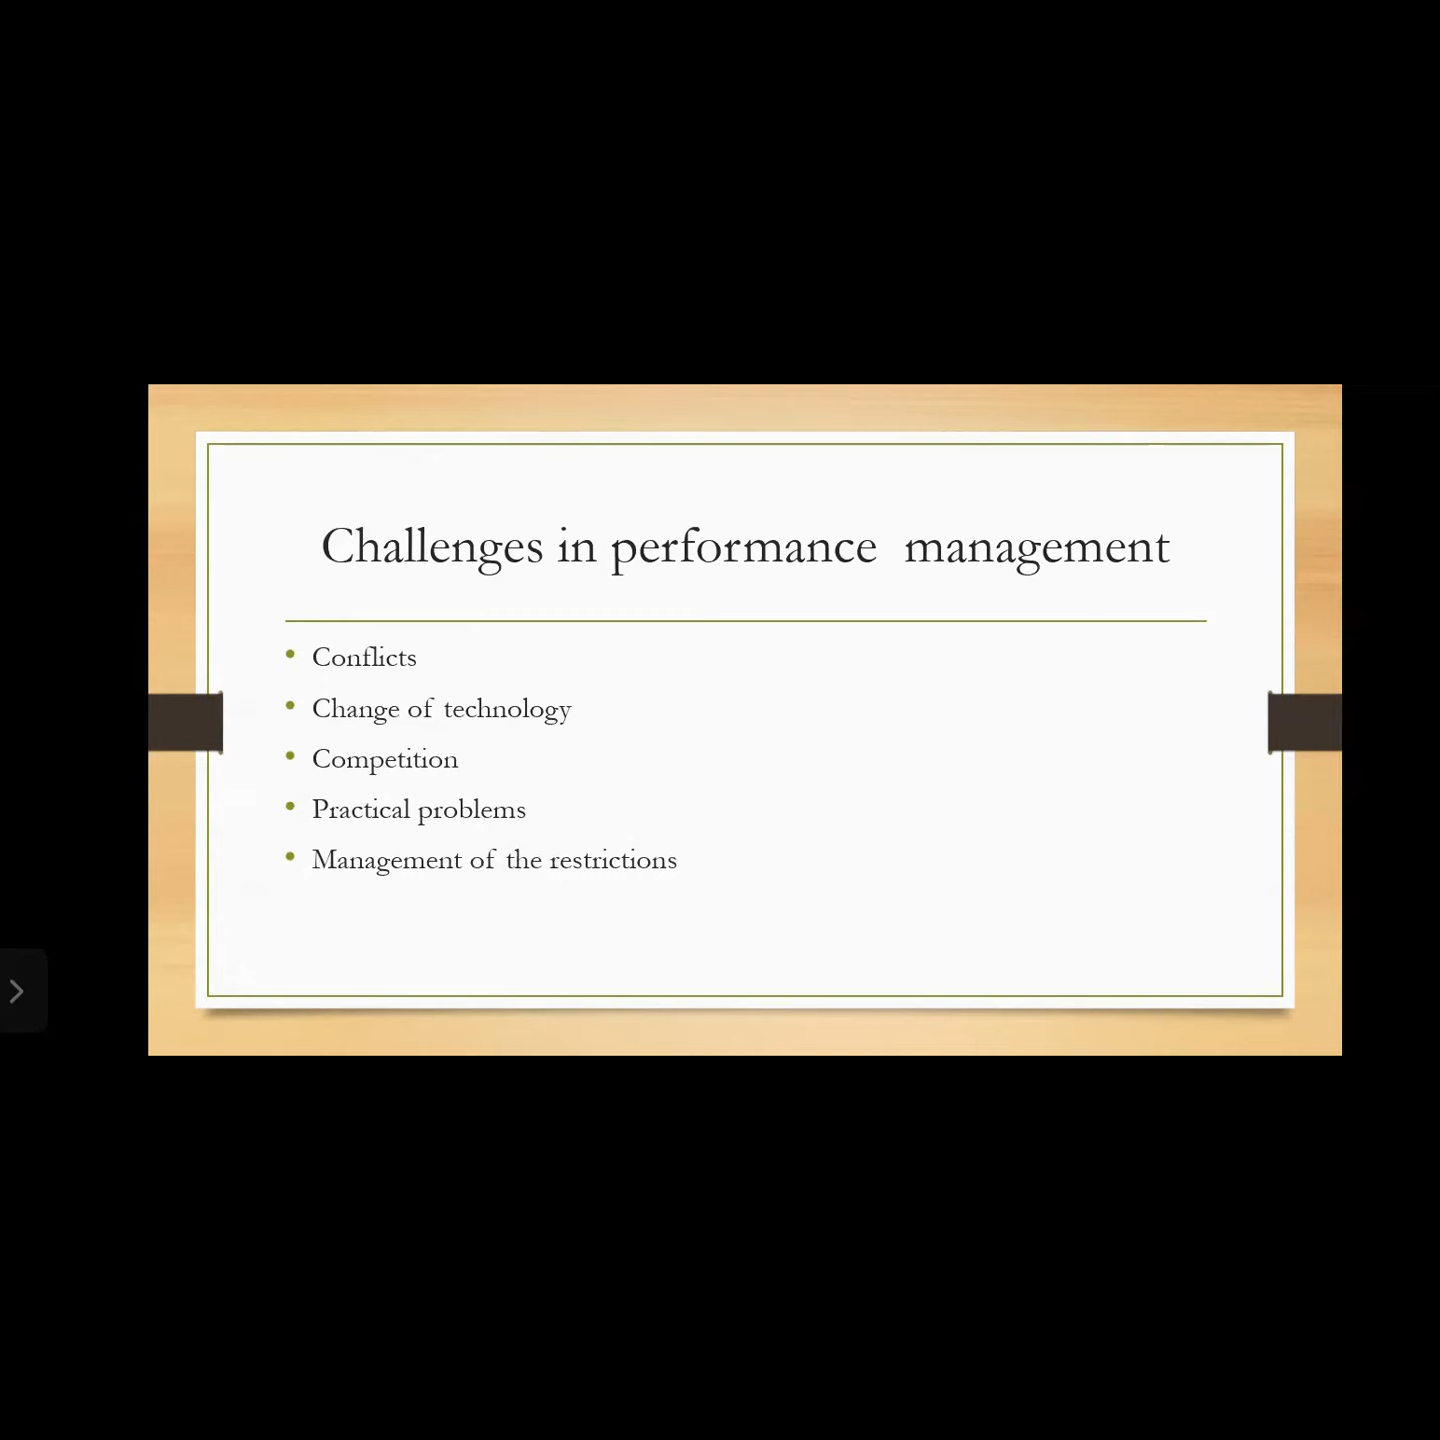 Challenges in performance management
Conflicts
Change of technology
Competition
Practical problems
Management of the restrictions